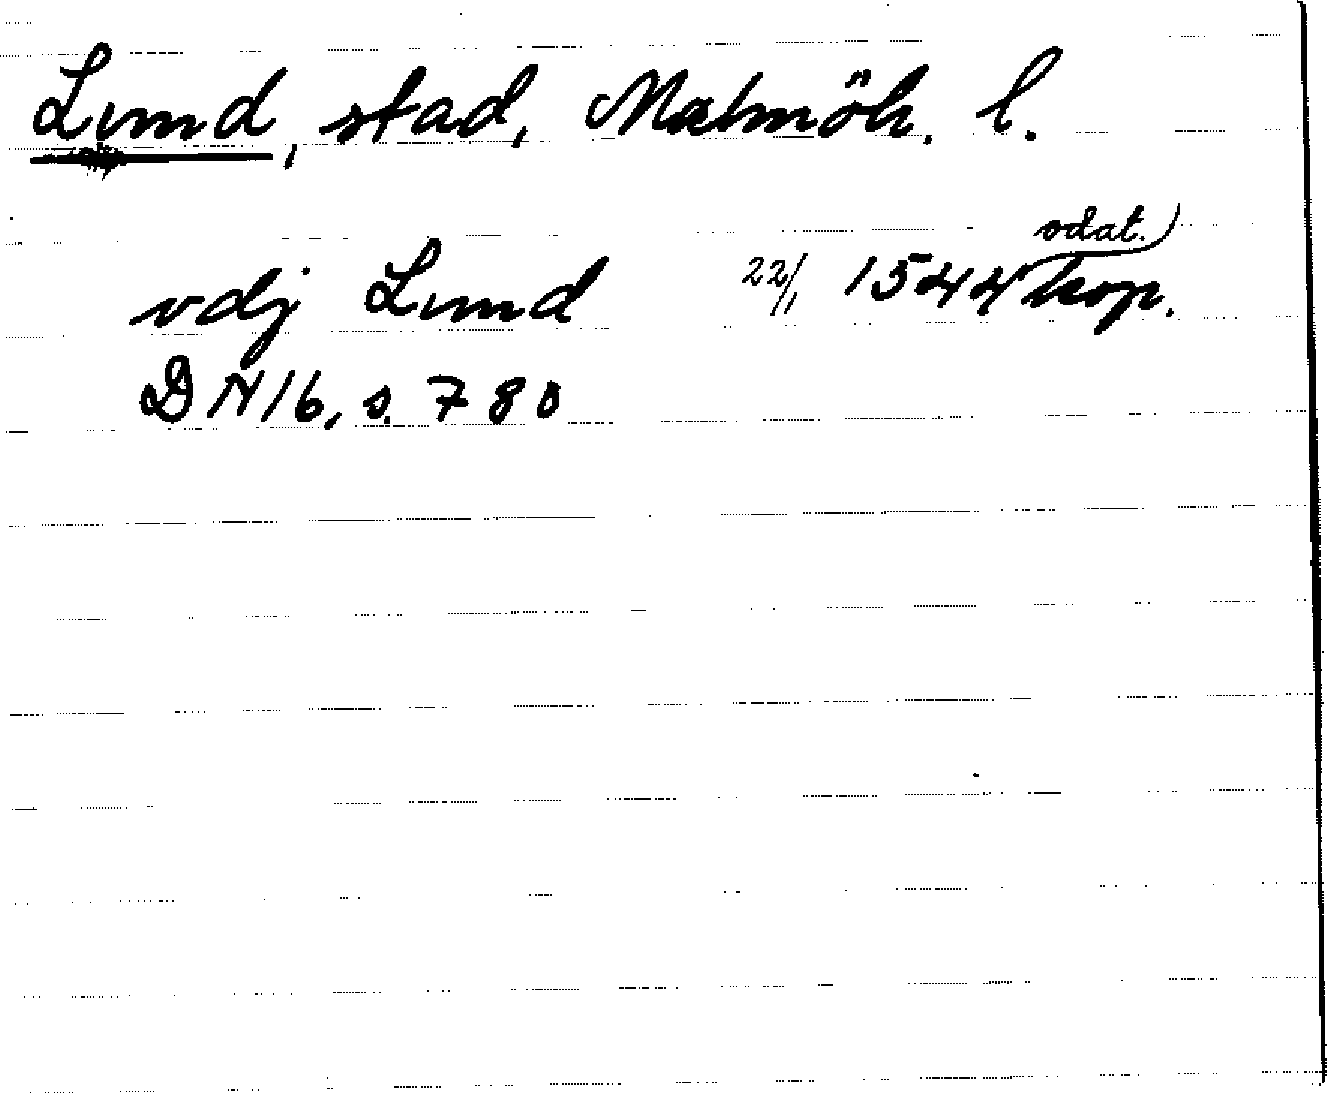 Lund, stad, Malmöh. l.
vdj Lund 22/1 1544 odat. kop.
DN 16, s. 780